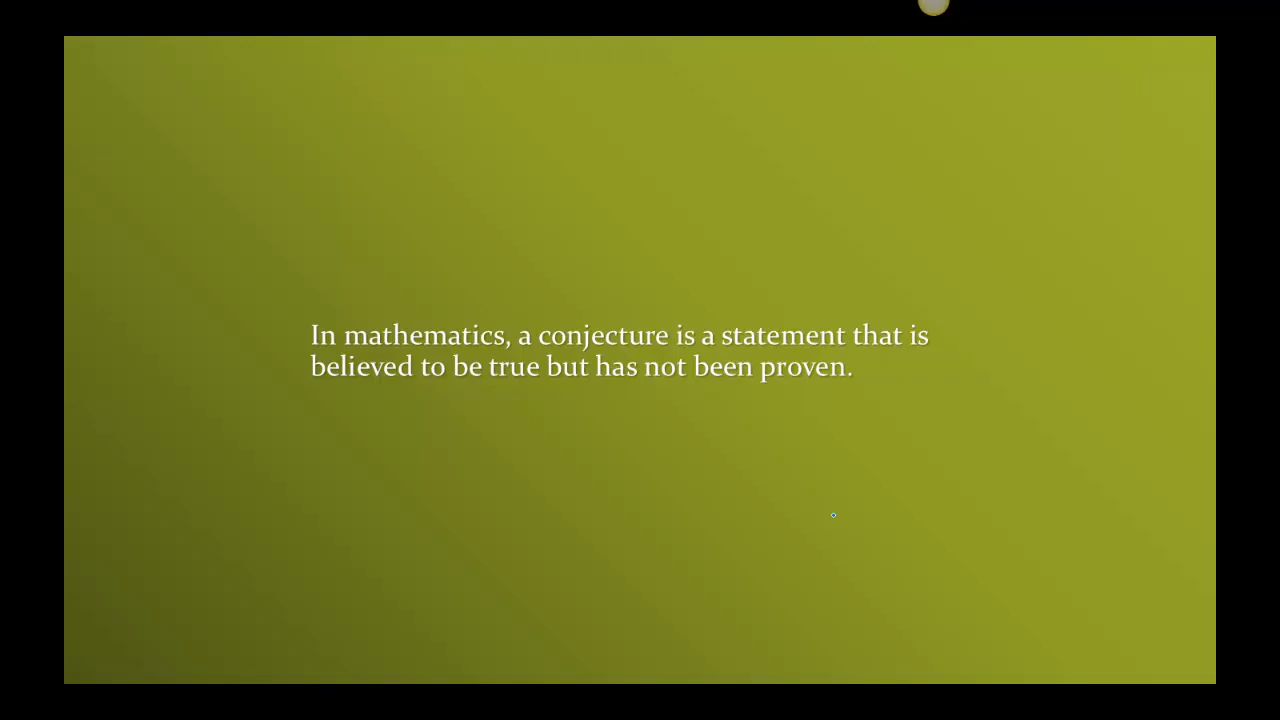 In mathematics, a conjecture is a statement that is
believed to be true but has not been proven.